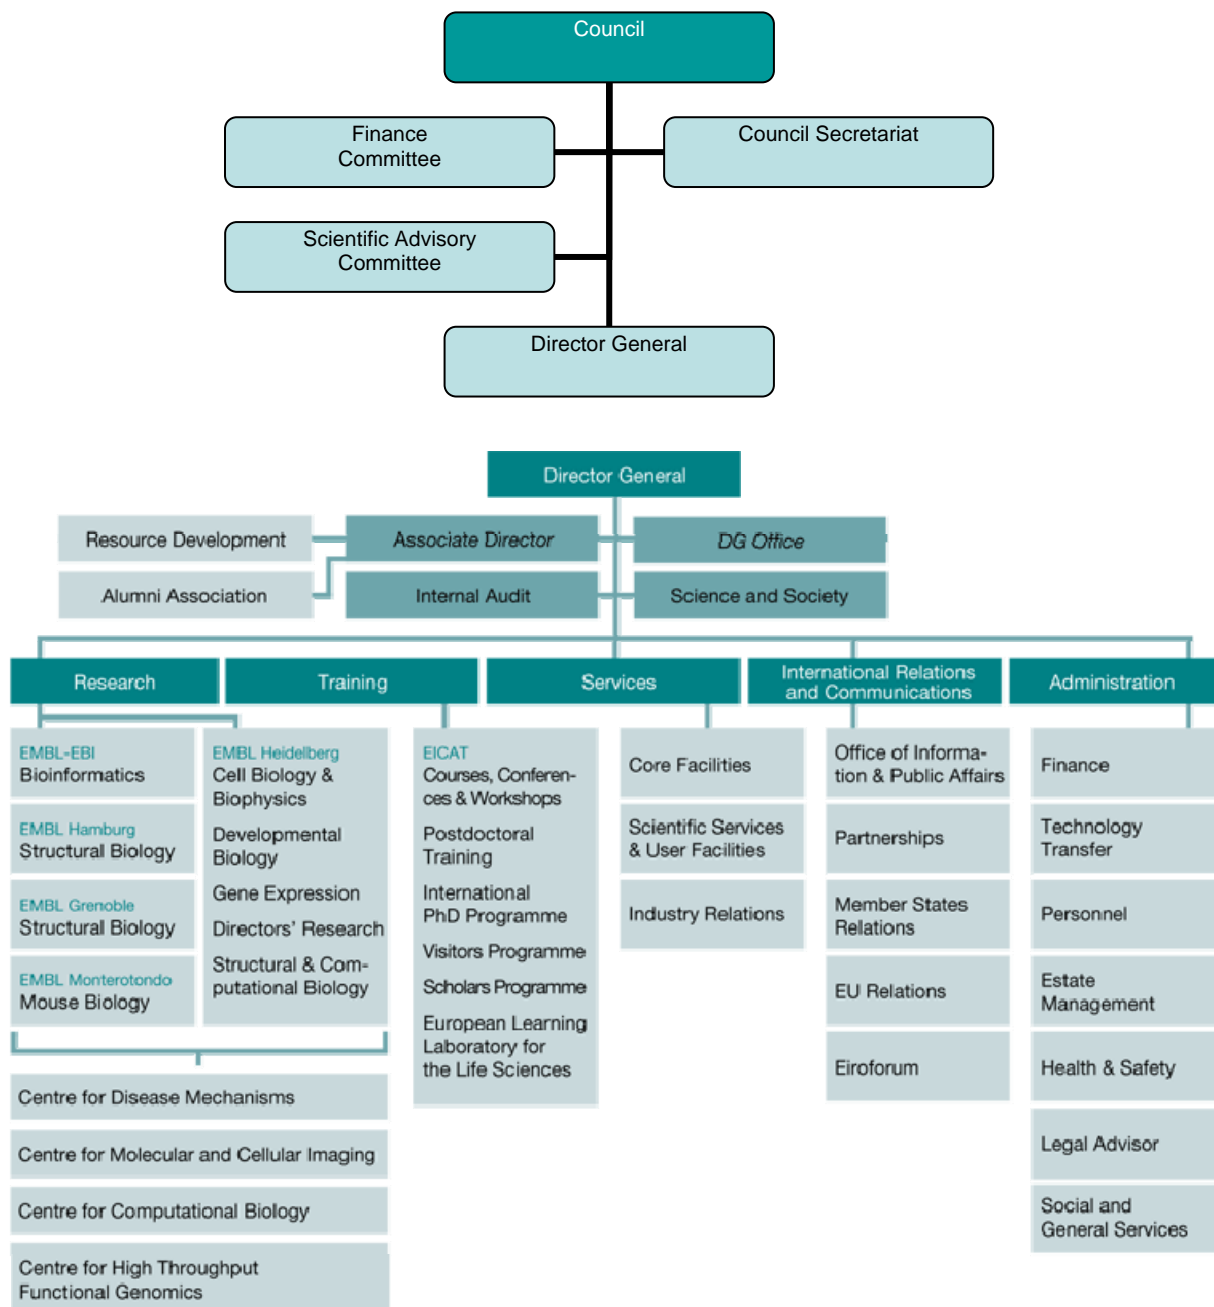 Council
Finance
Committee
Council Secretariat
Scientific Advisory
Committee
Director General
Director General
Resource Development
Associate Director
DG Office
Alumni Association
Internal Audit
Science and Society
Research
Training
Services
International Relations
and Communications
Administration
EMBL-EBI
Bioinformatics
EMBL Hamburg
Structural Biology
EMBL Grenoble
Structural Biology
EMBL Monterotondo
Mouse Biology
EMBL Heidelberg
Cell Biology &
Biophysics
Developmental
Biology
Gene Expression
Directors' Research
Structural & Com-
putational Biology
EICAT
Courses, Conferen-
ces & Workshops
Postdoctoral
Training
International
PhD Programme
Visitors Programme
Scholars Programme
European Learning
Laboratory for
the Life Sciences
Core Facilities
Scientific Services
& User Facilities
Industry Relations
Office of Informa-
tion & Public Affairs
Partnerships
Member States
Relations
EU Relations
Eiroforum
Finance
Technology
Transfer
Personnel
Estate
Management
Health & Safety
Legal Advisor
Social and
General Services
Centre for Disease Mechanisms
Centre for Molecular and Cellular Imaging
Centre for Computational Biology
Centre for High Throughput
Functional Genomics